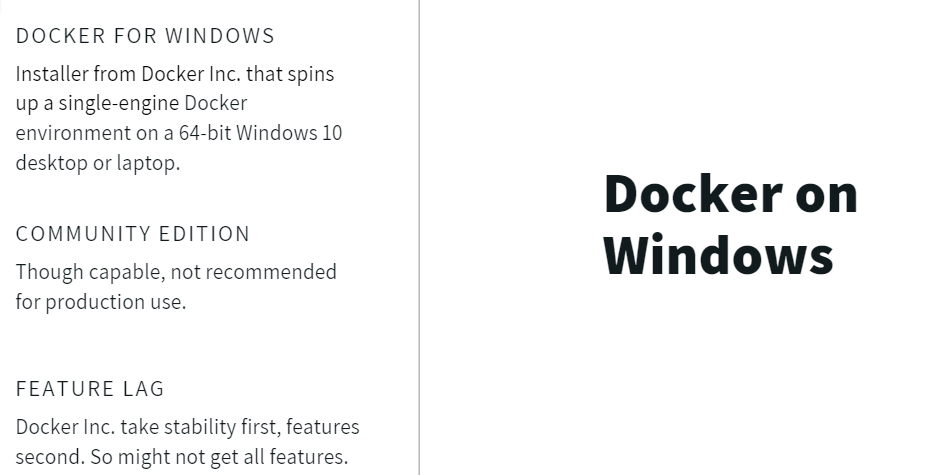 DOCKER FOR WINDOWS
Installer from Docker Inc. that spins
up a single-engine Docker
environment on a 64-bit Windows 10
desktop or laptop.
COMMUNITY EDITION
Though capable, not recommended
for production use.
FEATURE LAG
Docker Inc. take stability first, features
second. So might not get all features.
Docker on
Windows